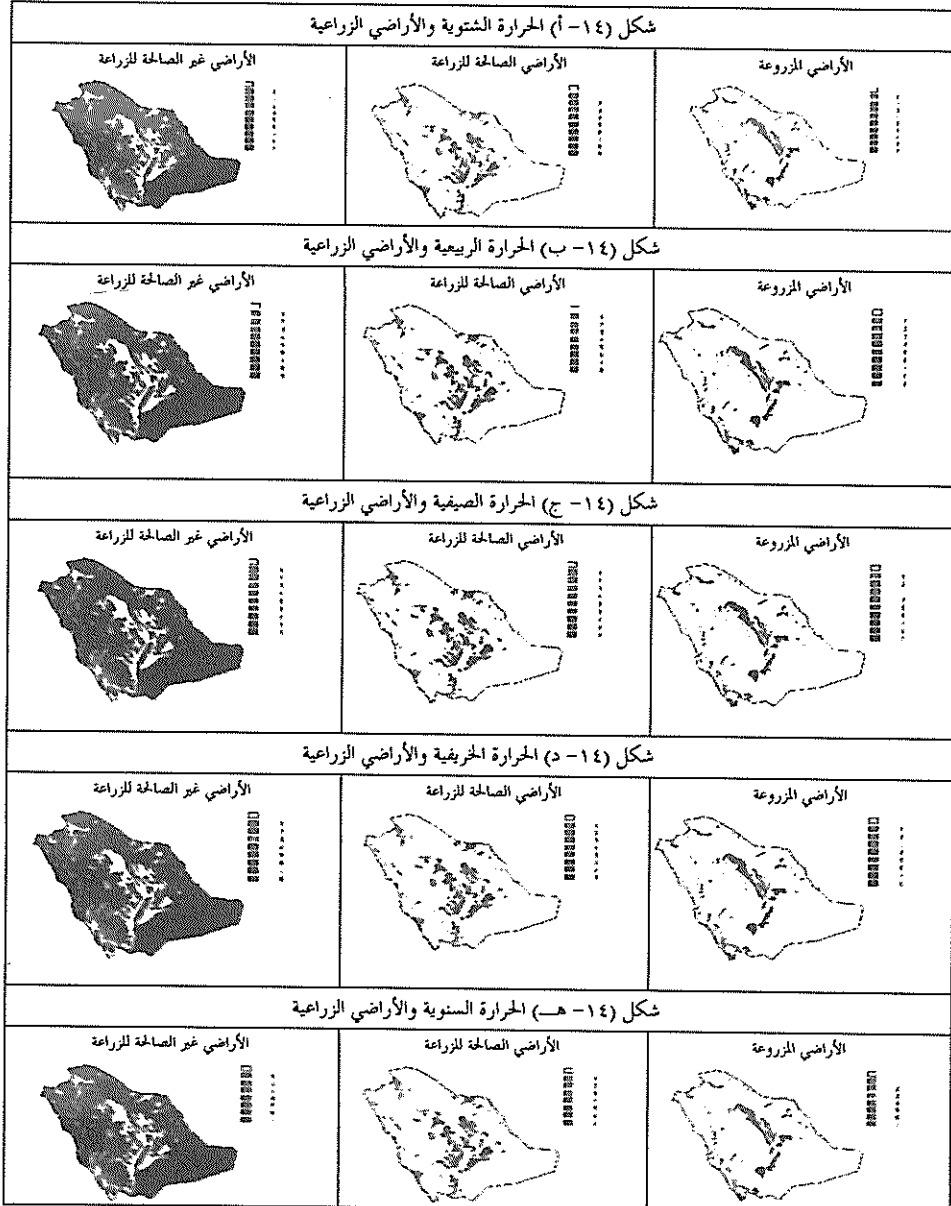 شكل (١٤- أ) الحرارة الشتوية والأراضي الزراعية
الأراضي المزروعة
الأراضي الصالحة للزراعة
الأراضي غير الصالحة للزراعة
شكل (١٤- ب) الحرارة الربيعية والأراضي الزراعية
الأراضي المزروعة
الأراضي الصالحة للزراعة
الأراضي غير الصالحة للزراعة
شكل (١٤- ج) الحرارة الصيفية والأراضي الزراعية
الأراضي المزروعة
الأراضي الصالحة للزراعة
الأراضي غير الصالحة للزراعة
شكل (١٤- د) الحرارة الخريفية والأراضي الزراعية
الأراضي المزروعة
الأراضي الصالحة للزراعة
الأراضي غير الصالحة للزراعة
شكل (١٤- هـ) الحرارة السنوية والأراضي الزراعية
الأراضي المزروعة
الأراضي الصالحة للزراعة
الأراضي غير الصالحة للزراعة